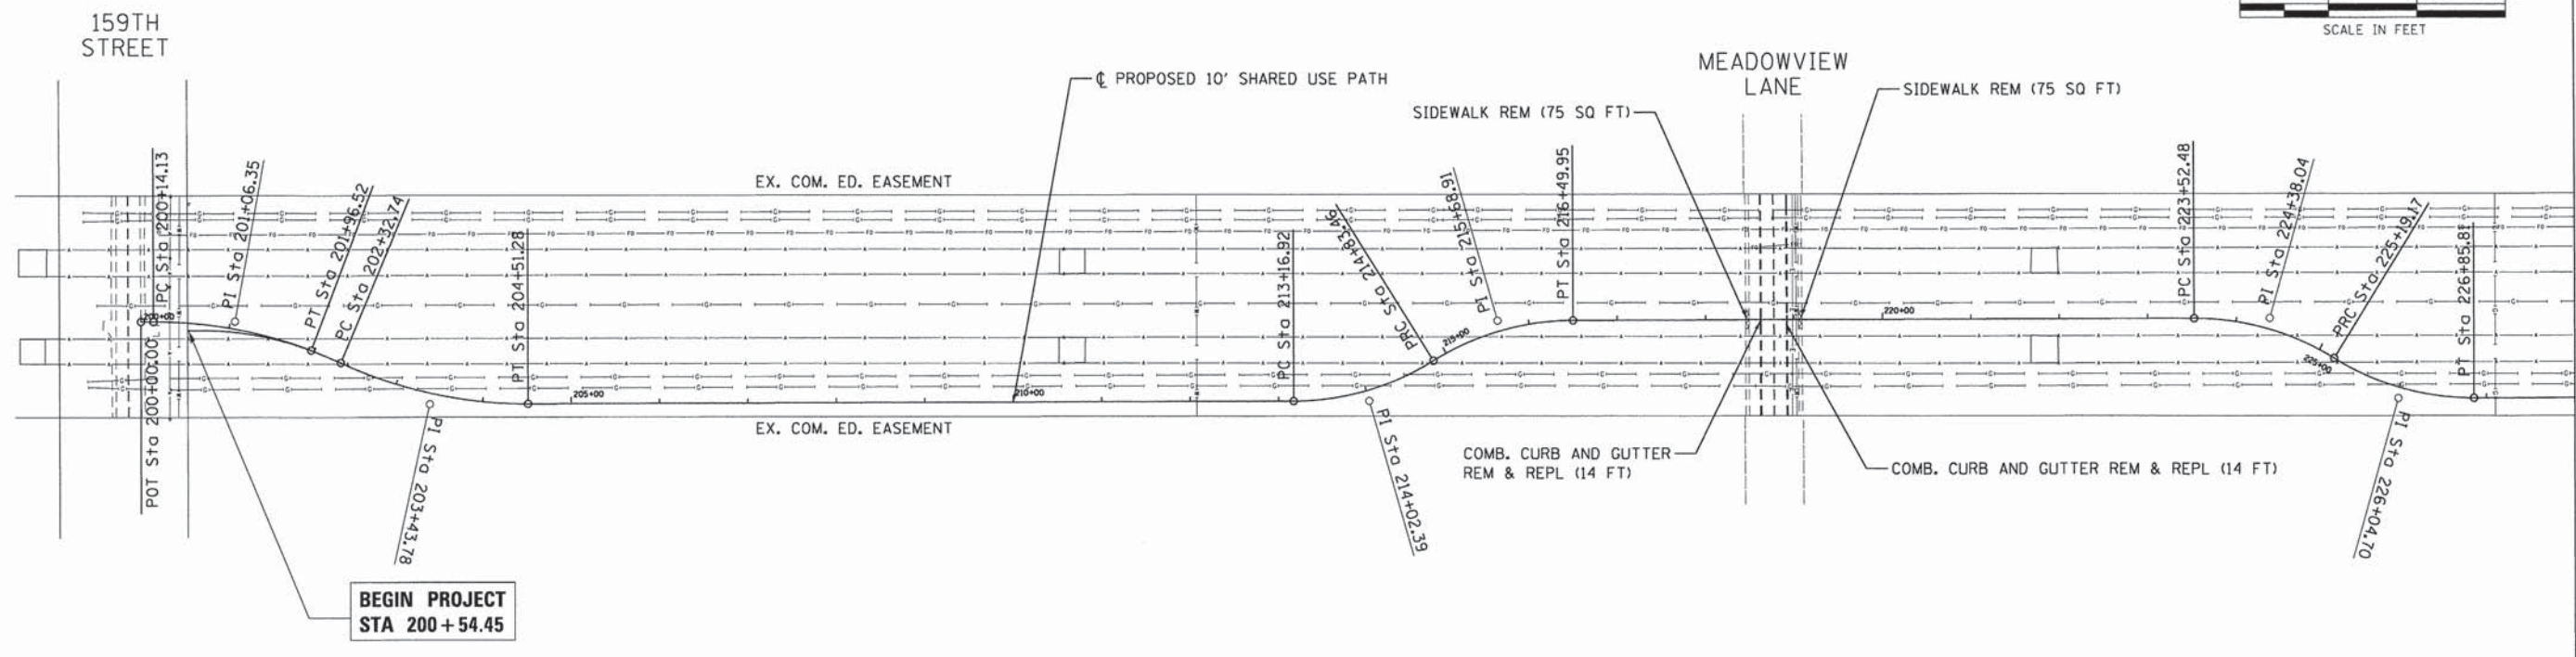 159TH
STREET
SCALE IN FEET
MEADOWVIEW
LANE
℄ PROPOSED 10' SHARED USE PATH
SIDEWALK REM (75 SQ FT)
SIDEWALK REM (75 SQ FT)
EX. COM. ED. EASEMENT
PC Sta 200+14.13
PI Sta 201+06.35
PT Sta 201+96.52
PC Sta 202+32.74
PT Sta 204+51.28
PC Sta 213+16.92
PRC Sta 214+83.46
PI Sta 215+68.91
PT Sta 216+49.95
PC Sta 223+52.48
PI Sta 224+38.04
PRC Sta 225+19.17
PT Sta 226+85.8
200+00
205+00
210+00
215+00
220+00
225+00
POT Sta 200+00.00
PI Sta 203+43.78
EX. COM. ED. EASEMENT
PI Sta 214+02.39
COMB. CURB AND GUTTER
REM & REPL (14 FT)
COMB. CURB AND GUTTER REM & REPL (14 FT)
PI Sta 226+04.70
BEGIN PROJECT
STA 200+54.45